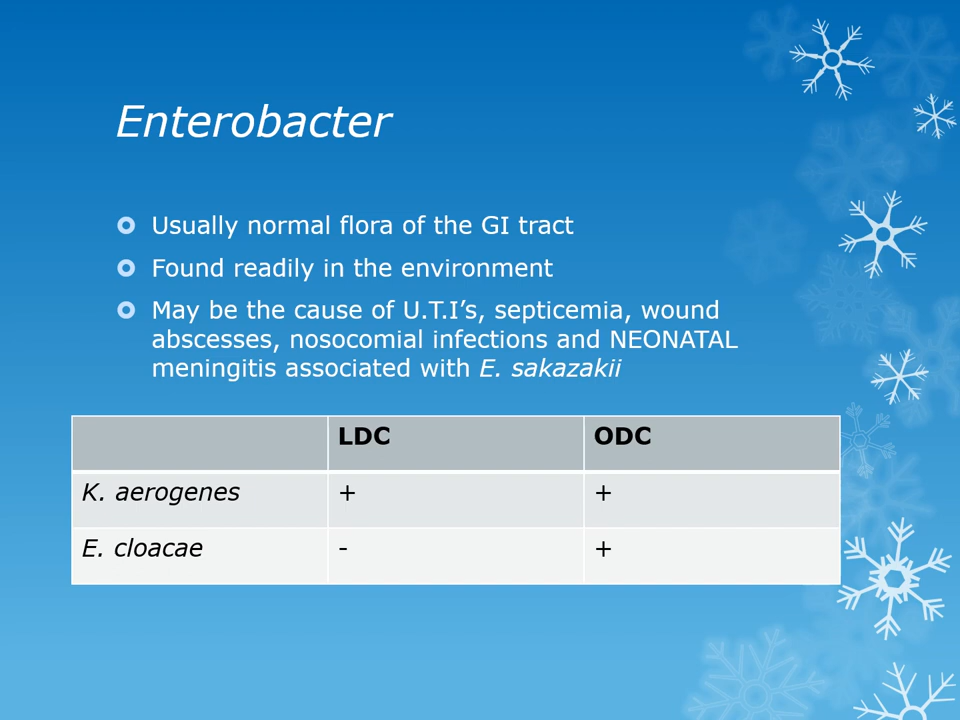 Enterobacter
Usually normal flora of the GI tract
Found readily in the environment
May be the cause of U.T.I’s, septicemia, wound
abscesses, nosocomial infections and NEONATAL
meningitis associated with E. sakazakii
LDC ODC
K. aerogenes + +
E. cloacae - +